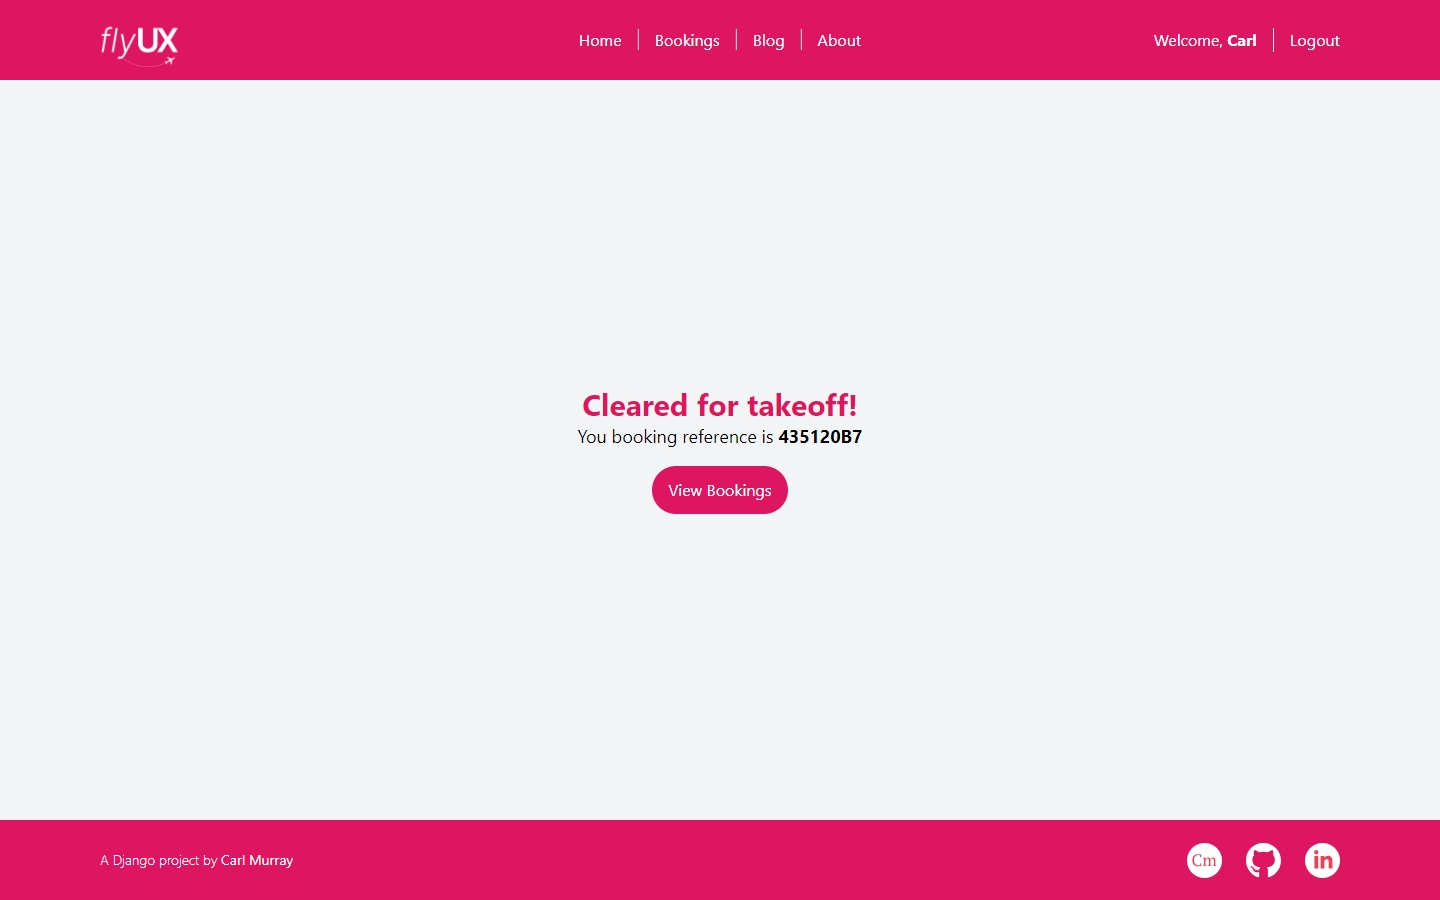 flyUX
Home
Bookings
Blog
About
Welcome, Carl
Logout
Cleared for takeoff!
You booking reference is 435120B7
View Bookings
A Django project by Carl Murray
Cm
in